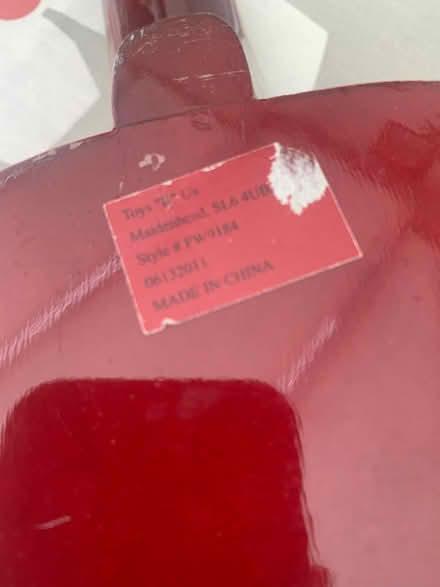 Toys "R" Us
Maidenhead, SL6 4UB
Style # FW9184
06132011
MADE IN CHINA